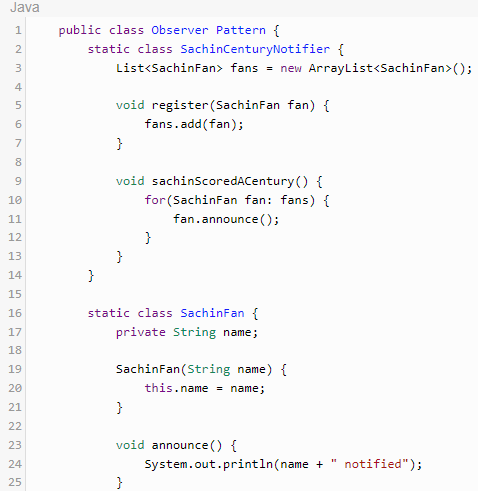 Java
1 public class Observer Pattern {
2 static class SachinCenturyNotifier {
3 List<SachinFan> fans = new ArrayList<SachinFan>();
4
5 void register(SachinFan fan) {
6 fans.add(fan);
7 }
8
9 void sachinScoredACentury() {
10 for(SachinFan fan: fans) {
11 fan.announce();
12 }
13 }
14 }
15
16 static class SachinFan {
17 private String name;
18
19 SachinFan(String name) {
20 this.name = name;
21 }
22
23 void announce() {
24 System.out.println(name + " notified");
25 }